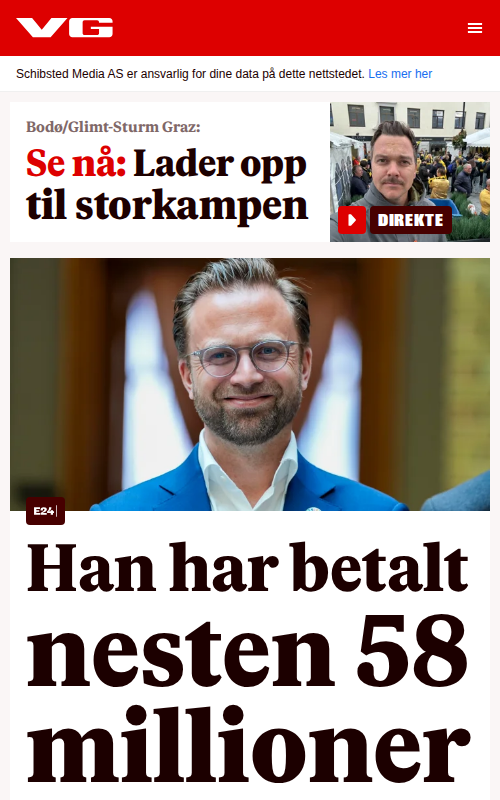 VG
Schibsted Media AS er ansvarlig for dine data på dette nettstedet. Les mer her
Bodø/Glimt-Sturm Graz:
Se nå: Lader opp
til storkampen
DIREKTE
E24
Han har betalt
nesten 58
millioner